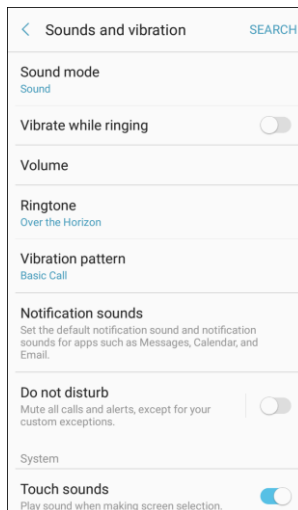 Sounds and vibration SEARCH
Sound mode
Sound
Vibrate while ringing
Volume
Ringtone
Over the Horizon
Vibration pattern
Basic Call
Notification sounds
Set the default notification sound and notification
sounds for apps such as Messages, Calendar, and
Email.
Do not disturb
Mute all calls and alerts, except for your
custom exceptions.
System
Touch sounds
Play sound when making screen selection.